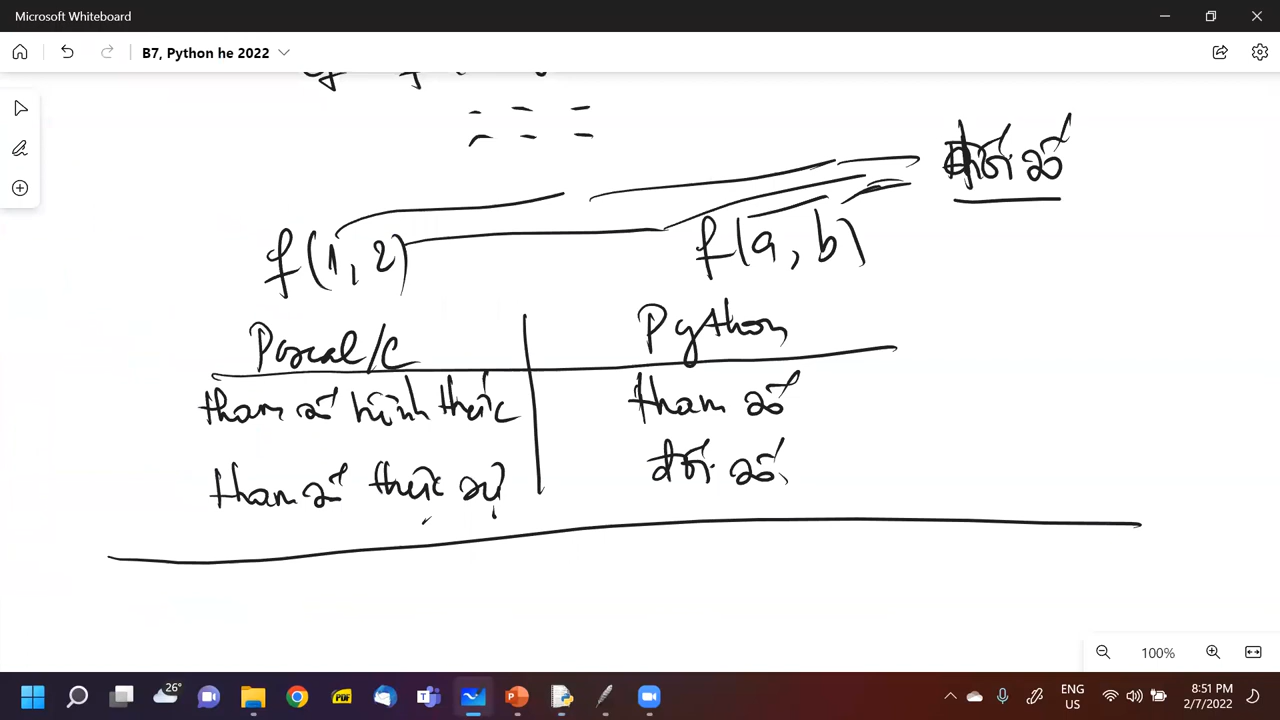 Microsoft Whiteboard
B7, Python he 2022
đối số
f(1, 2) f(a, b)
Pascal/C Python
tham số hình thức tham số
tham số thực sự đối số
100%
26°
ENG
US
8:51 PM
2/7/2022